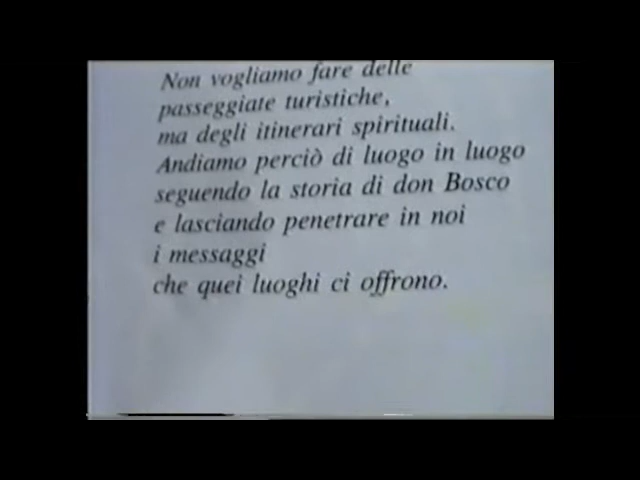 Non vogliamo fare delle
passeggiate turistiche,
ma degli itinerari spirituali.
Andiamo perciò di luogo in luogo
seguendo la storia di don Bosco
e lasciando penetrare in noi
i messaggi
che quei luoghi ci offrono.